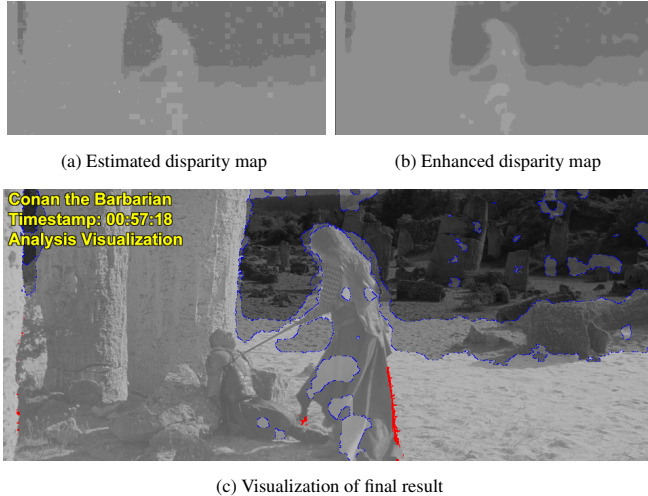 (a) Estimated disparity map
(b) Enhanced disparity map
Conan the Barbarian
Timestamp: 00:57:18
Analysis Visualization
(c) Visualization of final result